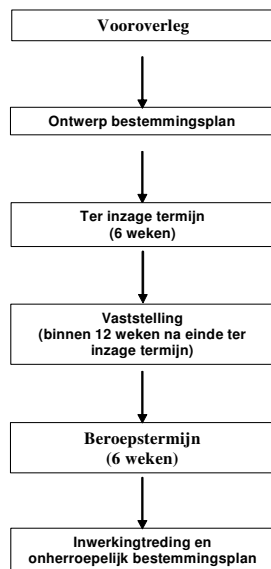 Vooroverleg
Ontwerp bestemmingsplan
Ter inzage termijn
(6 weken)
Vaststelling
(binnen 12 weken na einde ter
inzage termijn)
Beroepstermijn
(6 weken)
Inwerkingtreding en
onherroepelijk bestemmingsplan